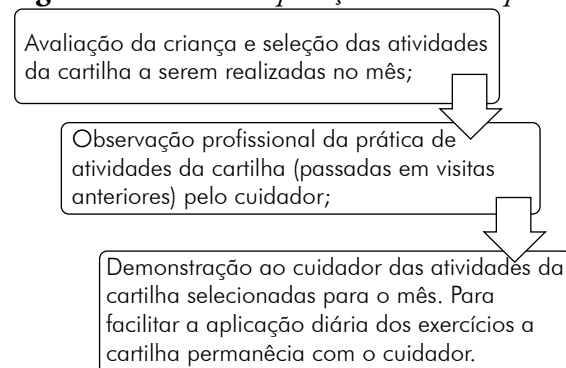 Avaliação da criança e seleção das atividades
da cartilha a serem realizadas no mês;
Observação profissional da prática de
atividades da cartilha (passadas em visitas
anteriores) pelo cuidador;
Demonstração ao cuidador das atividades da
cartilha selecionadas para o mês. Para
facilitar a aplicação diária dos exercícios a
cartilha permanêcia com o cuidador.